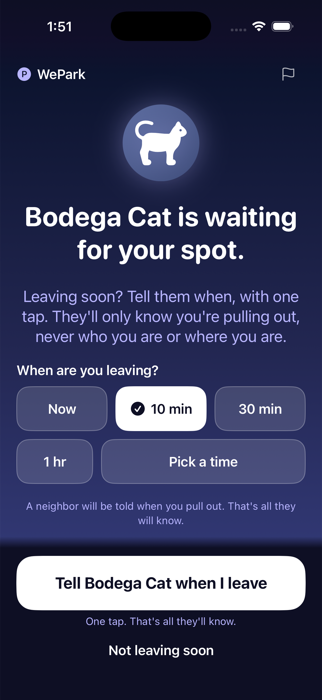 1:51
P WePark
Bodega Cat is waiting
for your spot.
Leaving soon? Tell them when, with one
tap. They'll only know you're pulling out,
never who you are or where you are.
When are you leaving?
Now
10 min
30 min
1 hr
Pick a time
A neighbor will be told when you pull out. That's all they
will know.
Tell Bodega Cat when I leave
One tap. That's all they'll know.
Not leaving soon